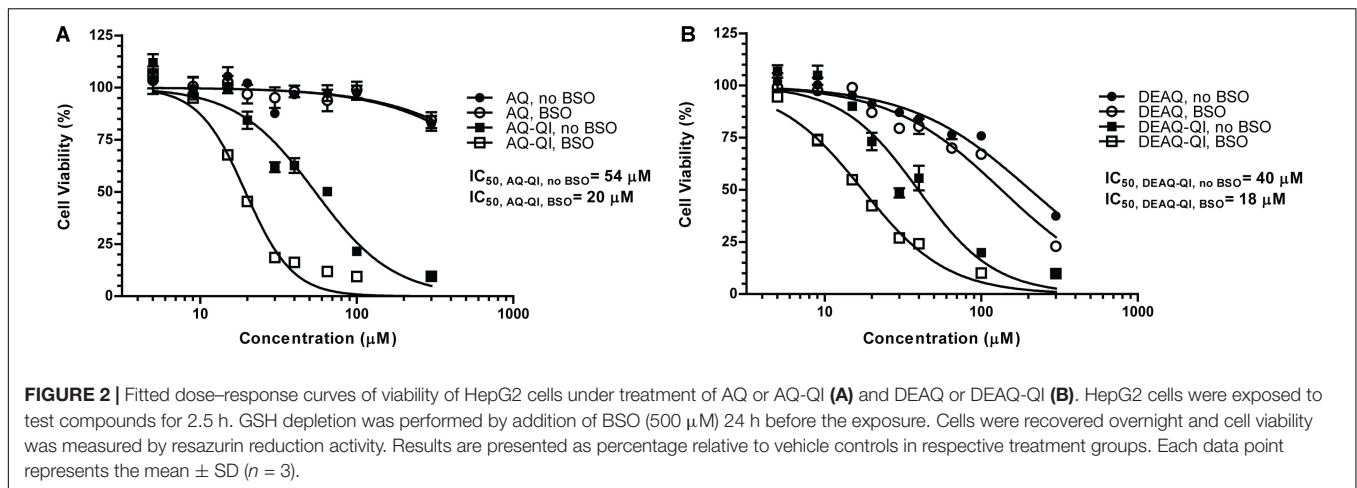 A
125
100
75
50
25
0
Cell Viability (%)
10
100
1000
Concentration (μM)
AQ, no BSO
AQ, BSO
AQ-QI, no BSO
AQ-QI, BSO
IC50, AQ-QI, no BSO= 54 μM
IC50, AQ-QI, BSO= 20 μM
B
125
100
75
50
25
0
Cell Viability (%)
10
100
1000
Concentration (μM)
DEAQ, no BSO
DEAQ, BSO
DEAQ-QI, no BSO
DEAQ-QI, BSO
IC50, DEAQ-QI, no BSO= 40 μM
IC50, DEAQ-QI, BSO= 18 μM
FIGURE 2 | Fitted dose–response curves of viability of HepG2 cells under treatment of AQ or AQ-QI (A) and DEAQ or DEAQ-QI (B). HepG2 cells were exposed to
test compounds for 2.5 h. GSH depletion was performed by addition of BSO (500 μM) 24 h before the exposure. Cells were recovered overnight and cell viability
was measured by resazurin reduction activity. Results are presented as percentage relative to vehicle controls in respective treatment groups. Each data point
represents the mean ± SD (n = 3).